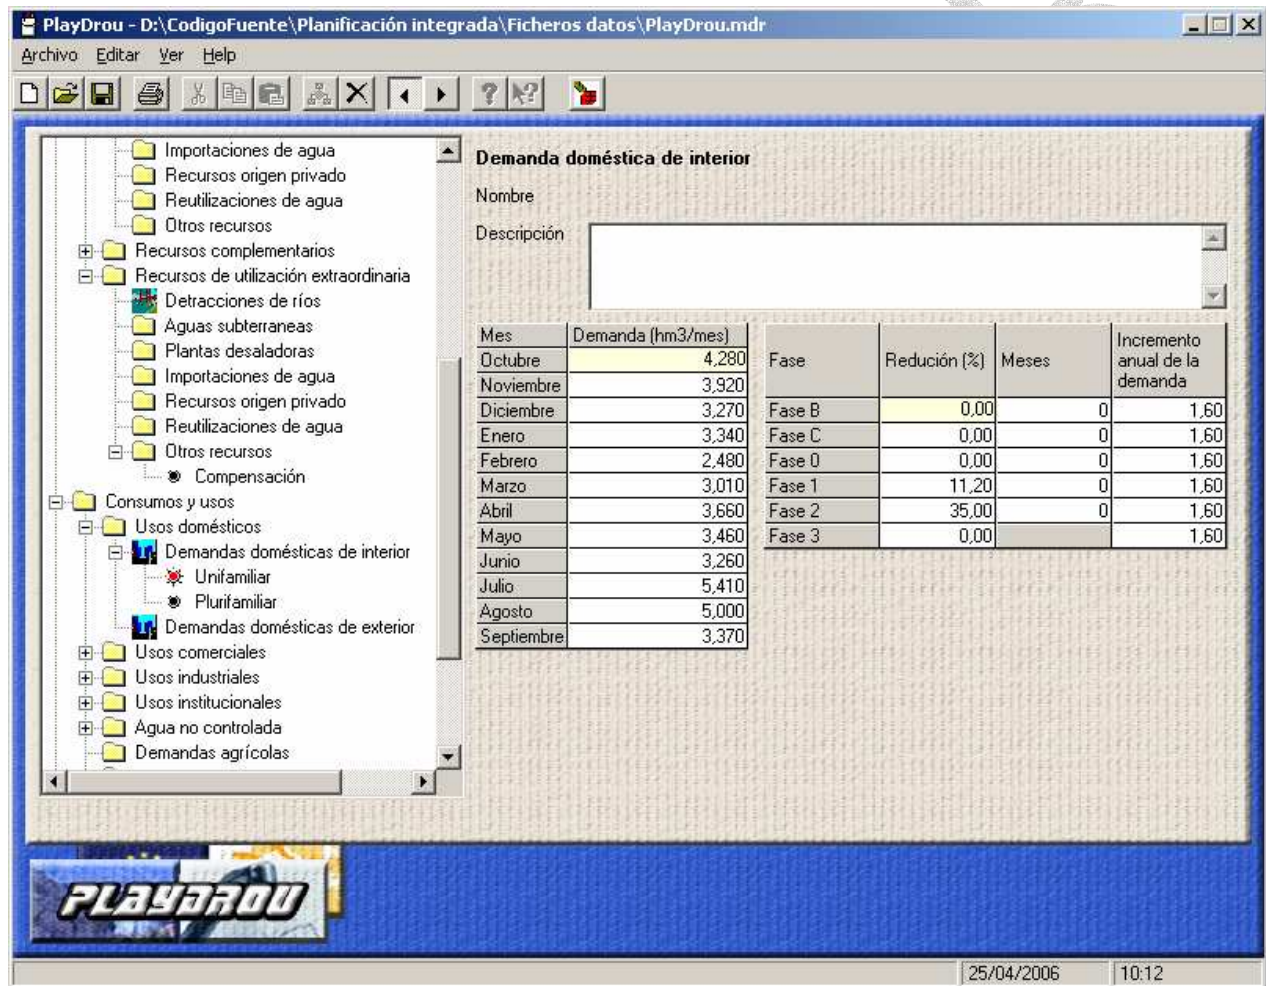 PlayDrou - D:\CodigoFuente\Planificación integrada\Ficheros datos\PlayDrou.mdr
Archivo Editar Ver Help
Importaciones de agua
Recursos origen privado
Reutilizaciones de agua
Otros recursos
Recursos complementarios
Recursos de utilización extraordinaria
Detracciones de ríos
Aguas subterraneas
Plantas desaladoras
Importaciones de agua
Recursos origen privado
Reutilizaciones de agua
Otros recursos
Compensación
Consumos y usos
Usos domésticos
Demandas domésticas de interior
Unifamiliar
Plurifamiliar
Demandas domésticas de exterior
Usos comerciales
Usos industriales
Usos institucionales
Agua no controlada
Demandas agrícolas
Demanda doméstica de interior
Nombre
Descripción
Mes Demanda (hm3/mes)
Octubre 4,280
Noviembre 3,920
Diciembre 3,270
Enero 3,340
Febrero 2,480
Marzo 3,010
Abril 3,660
Mayo 3,460
Junio 3,260
Julio 5,410
Agosto 5,000
Septiembre 3,370
Fase Redución (%) Meses Incremento anual de la demanda
Fase B 0,00 0 1,60
Fase C 0,00 0 1,60
Fase 0 0,00 0 1,60
Fase 1 11,20 0 1,60
Fase 2 35,00 0 1,60
Fase 3 0,00 1,60
PLAYDROU
25/04/2006 10:12